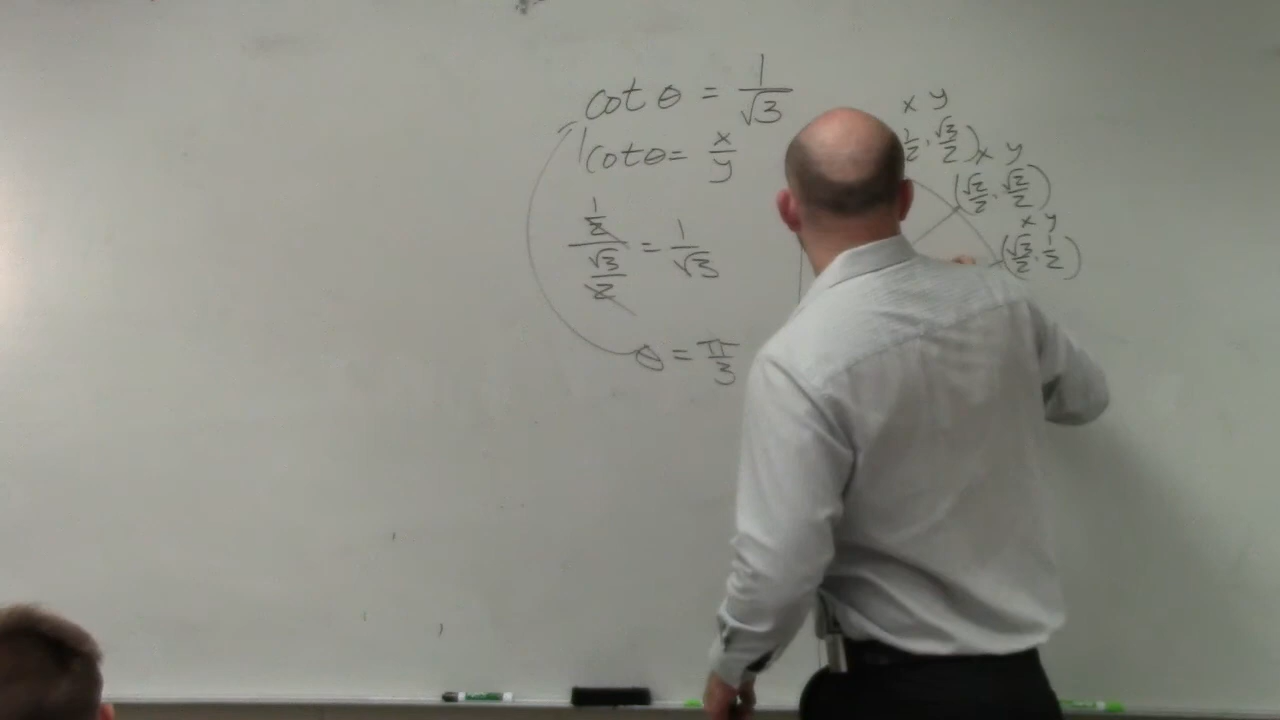 cot θ = 1/√3
cot θ = x/y
(1/2)/(√3/2) = 1/√3
θ = π/3
x y
1/2, √3/2)
x y
(√2/2, √2/2)
x y
(√3/2, 1/2)